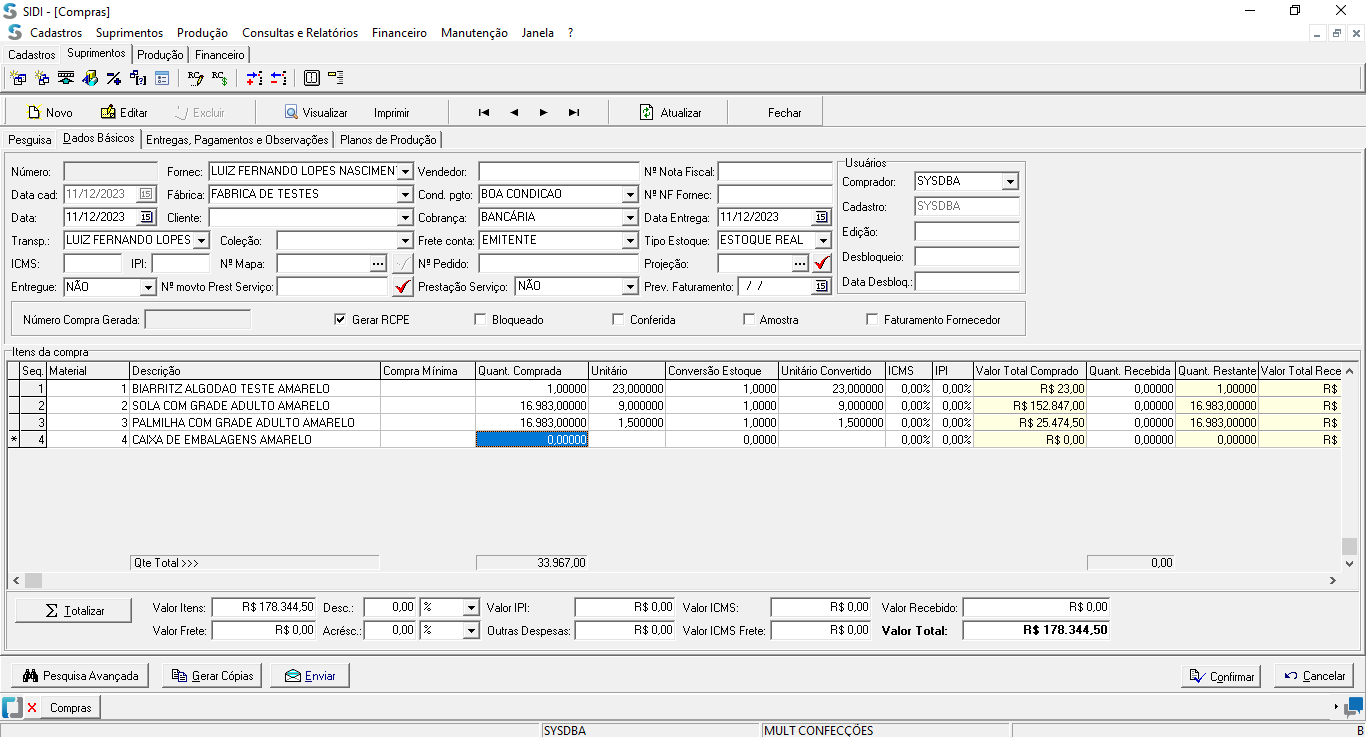 SIDI - [Compras]
Cadastros Suprimentos Produção Consultas e Relatórios Financeiro Manutenção Janela ?
Cadastros Suprimentos Produção Financeiro
Novo Editar Excluir Visualizar Imprimir Atualizar Fechar
Pesquisa Dados Básicos Entregas, Pagamentos e Observações Planos de Produção
Número: Fornec: LUIZ FERNANDO LOPES NASCIMEN Vendedor: Nº Nota Fiscal: Usuários
Comprador: SYSDBA
Data cad: 11/12/2023 15 Fábrica: FABRICA DE TESTES Cond. pgto: BOA CONDICAO Nº NF Fornec:
Cadastro: SYSDBA
Data: 11/12/2023 15 Cliente: Cobrança: BANCÁRIA Data Entrega: 11/12/2023 15
Edição:
Transp.: LUIZ FERNANDO LOPES Coleção: Frete conta: EMITENTE Tipo Estoque: ESTOQUE REAL
Desbloqueio:
ICMS: IPI: Nº Mapa: ... Nº Pedido: Projeção: ...
Data Desbloq.:
Entregue: NÃO Nº movto Prest Serviço: Prestação Serviço: NÃO Prev. Faturamento: / / 15
Número Compra Gerada: Gerar RCPE Bloqueado Conferida Amostra Faturamento Fornecedor
Itens da compra
Seq. Material Descrição Compra Mínima Quant. Comprada Unitário Conversão Estoque Unitário Convertido ICMS IPI Valor Total Comprado Quant. Recebida Quant. Restante Valor Total Rece
1 1 BIARRITZ ALGODAO TESTE AMARELO 1,00000 23,000000 1,0000 23,000000 0,00% 0,00% R$ 23,00 0,00000 1,00000 R$
2 2 SOLA COM GRADE ADULTO AMARELO 16.983,00000 9,000000 1,0000 9,000000 0,00% 0,00% R$ 152.847,00 0,00000 16.983,00000 R$
3 3 PALMILHA COM GRADE ADULTO AMARELO 16.983,00000 1,500000 1,0000 1,500000 0,00% 0,00% R$ 25.474,50 0,00000 16.983,00000 R$
* 4 4 CAIXA DE EMBALAGENS AMARELO 0,00000 0,0000 0,00% 0,00% R$ 0,00 0,00000 0,00000 R$
Qte Total >>> 33.967,00 0,00
Σ Totalizar Valor Itens: R$ 178.344,50 Desc.: 0,00 % Valor IPI: R$ 0,00 Valor ICMS: R$ 0,00 Valor Recebido: R$ 0,00
Valor Frete: R$ 0,00 Acrésc.: 0,00 % Outras Despesas: R$ 0,00 Valor ICMS Frete: R$ 0,00 Valor Total: R$ 178.344,50
Pesquisa Avançada Gerar Cópias Enviar Confirmar Cancelar
Compras
SYSDBA MULT CONFECÇÕES B